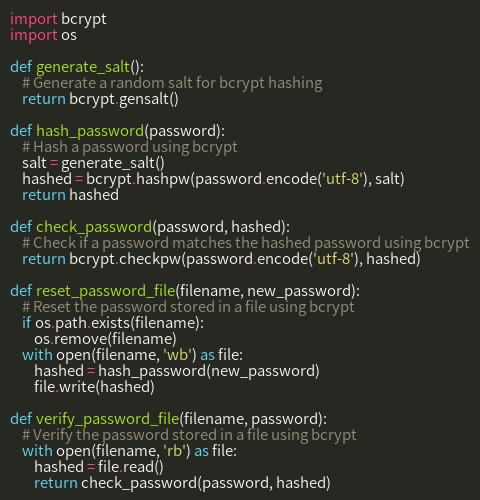 import bcrypt
import os

def generate_salt():
    # Generate a random salt for bcrypt hashing
    return bcrypt.gensalt()

def hash_password(password):
    # Hash a password using bcrypt
    salt = generate_salt()
    hashed = bcrypt.hashpw(password.encode('utf-8'), salt)
    return hashed

def check_password(password, hashed):
    # Check if a password matches the hashed password using bcrypt
    return bcrypt.checkpw(password.encode('utf-8'), hashed)

def reset_password_file(filename, new_password):
    # Reset the password stored in a file using bcrypt
    if os.path.exists(filename):
        os.remove(filename)
    with open(filename, 'wb') as file:
        hashed = hash_password(new_password)
        file.write(hashed)

def verify_password_file(filename, password):
    # Verify the password stored in a file using bcrypt
    with open(filename, 'rb') as file:
        hashed = file.read()
        return check_password(password, hashed)